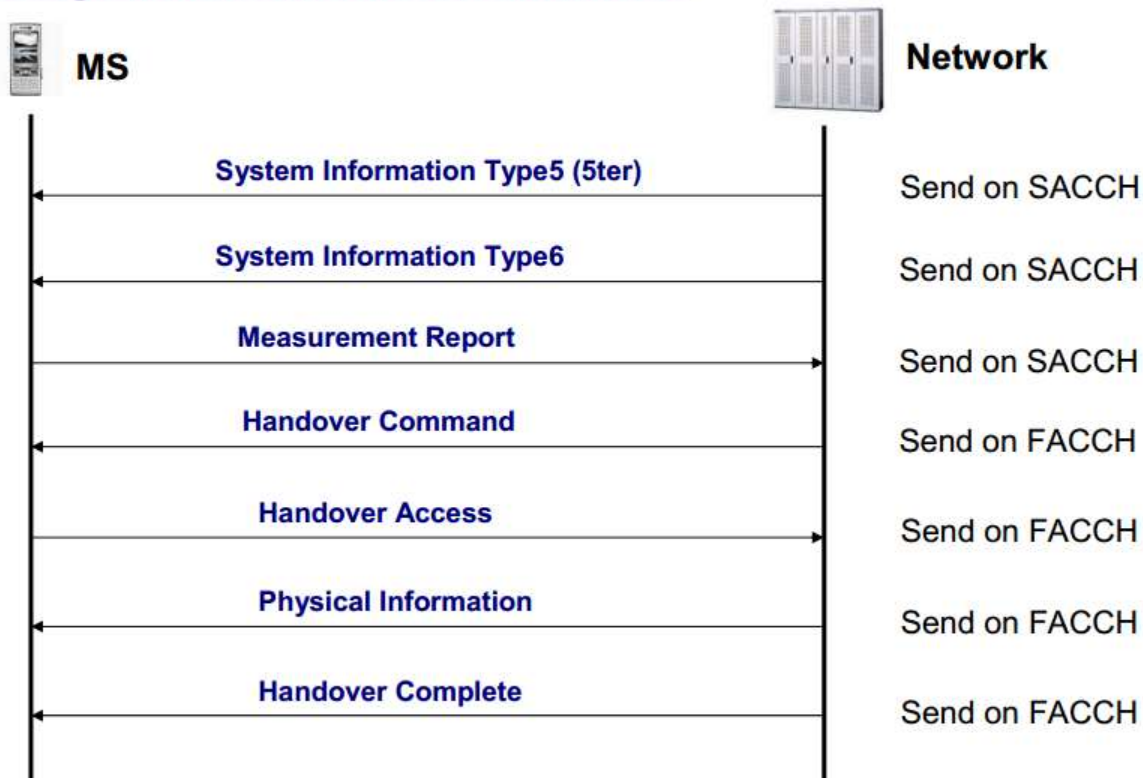 MS
Network
System Information Type5 (5ter)
Send on SACCH
System Information Type6
Send on SACCH
Measurement Report
Send on SACCH
Handover Command
Send on FACCH
Handover Access
Send on FACCH
Physical Information
Send on FACCH
Handover Complete
Send on FACCH